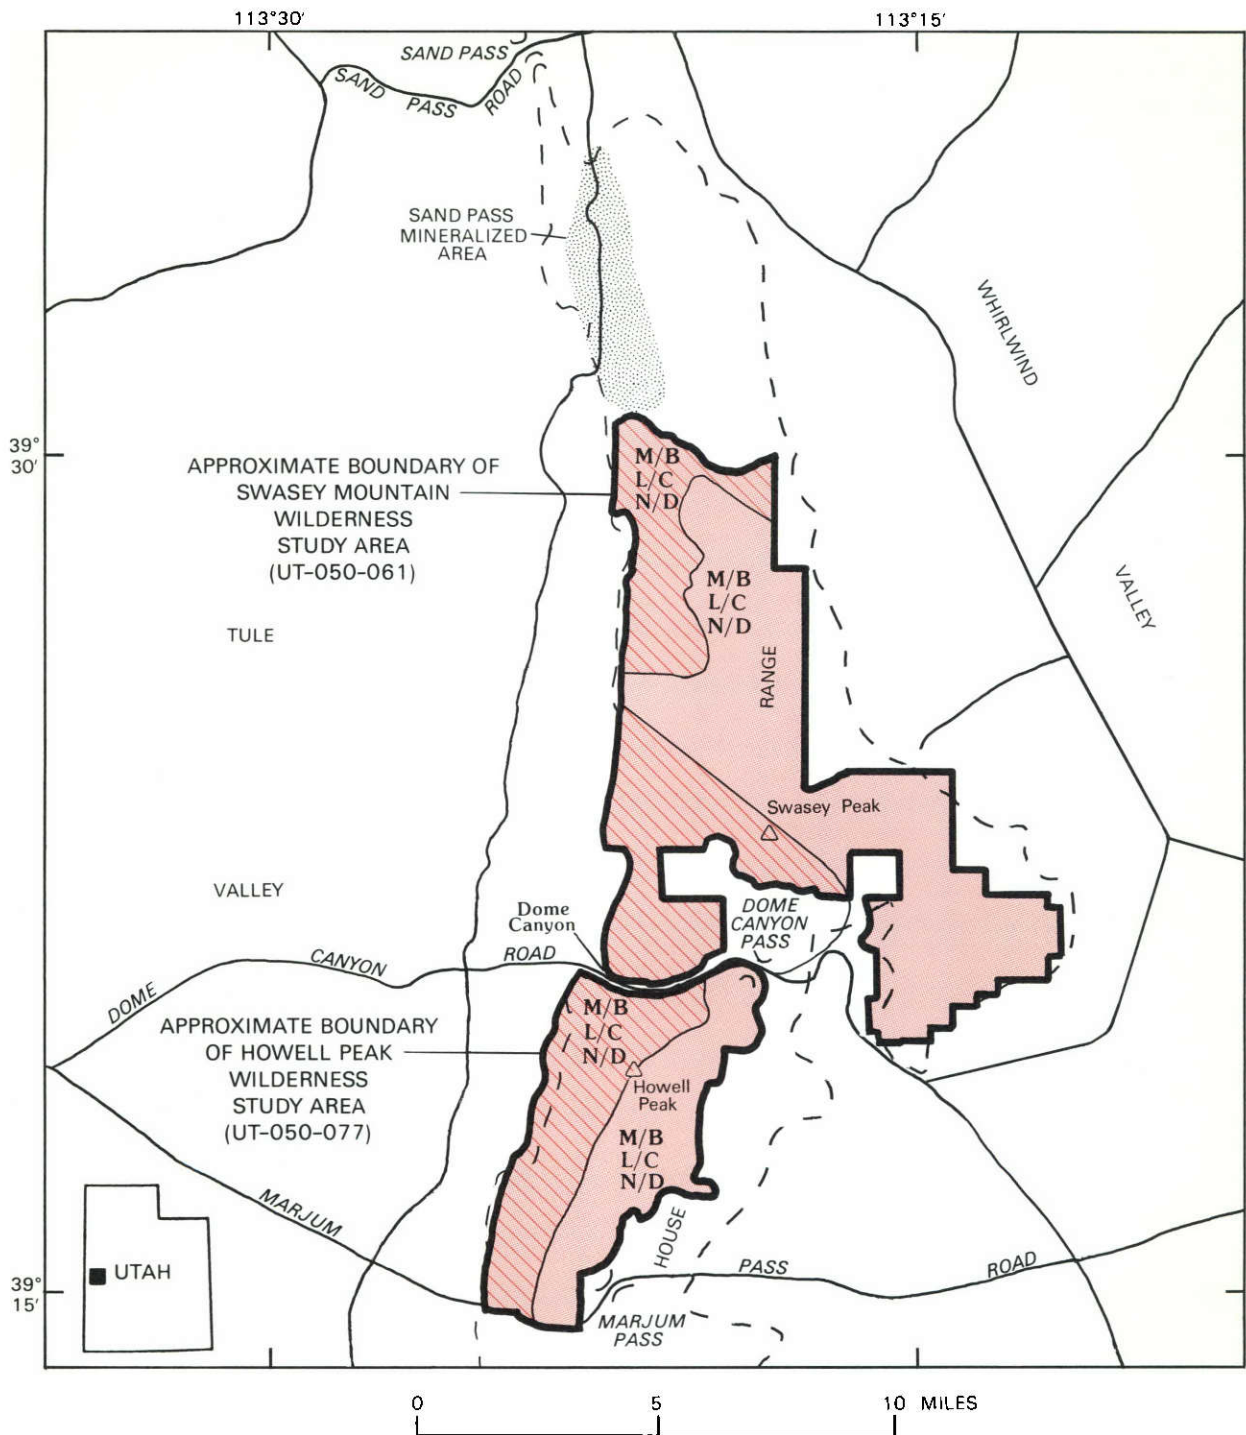 113°30′
113°15′
SAND PASS
SAND PASS ROAD
SAND PASS
MINERALIZED
AREA
WHIRLWIND
39°
30′
APPROXIMATE BOUNDARY OF
SWASEY MOUNTAIN
WILDERNESS
STUDY AREA
(UT-050-061)
M/B
L/C
N/D
M/B
L/C
N/D
VALLEY
TULE
RANGE
Swasey Peak
VALLEY
Dome
Canyon
DOME
CANYON
PASS
DOME CANYON ROAD
APPROXIMATE BOUNDARY
OF HOWELL PEAK
WILDERNESS
STUDY AREA
(UT-050-077)
M/B
L/C
N/D
Howell
Peak
M/B
L/C
N/D
MARJUM PASS ROAD
HOUSE
UTAH
39°
15′
MARJUM
PASS
0 5 10 MILES